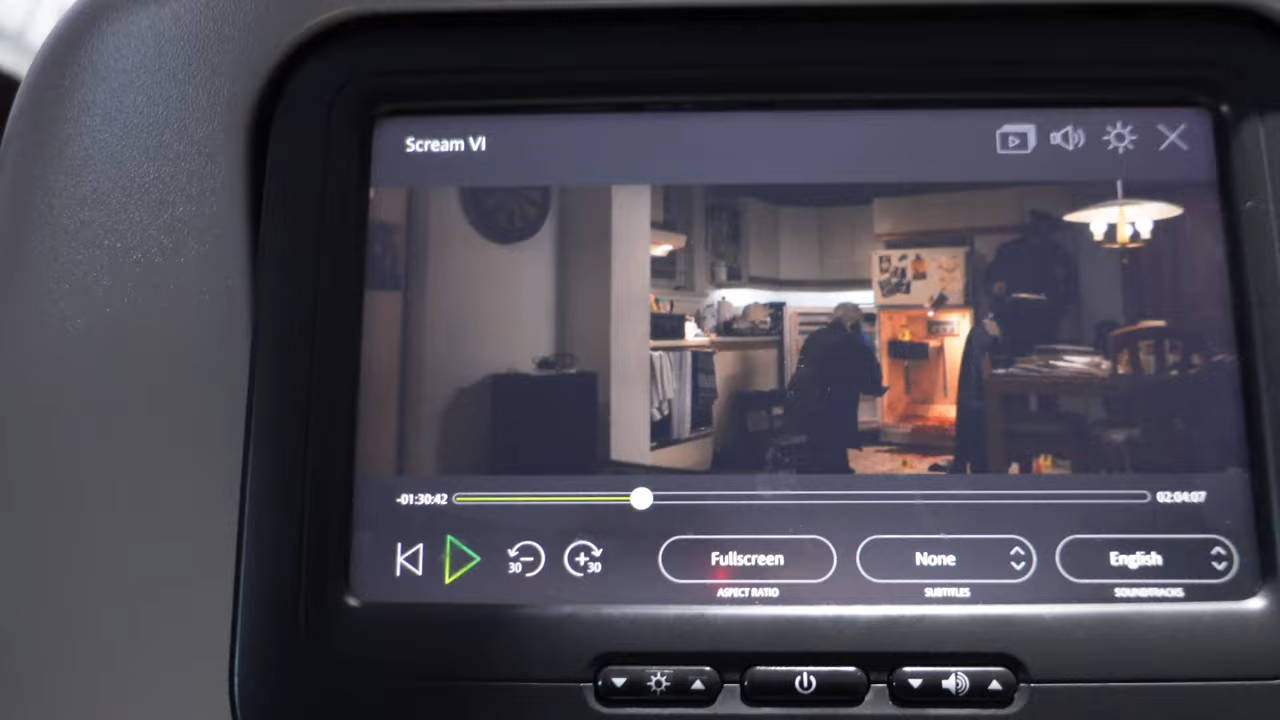 Scream VI
-01:30:42
02:04:07
30
30
Fullscreen
None
English
ASPECT RATIO
SUBTITLES
SOUNDTRACKS